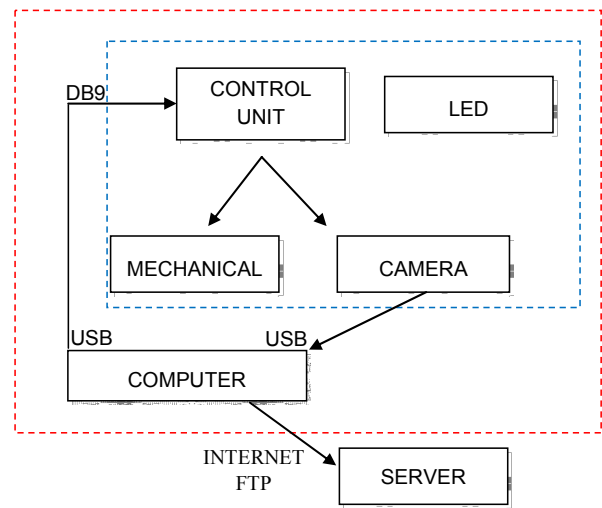 DB9
CONTROL
UNIT
LED
MECHANICAL
CAMERA
USB
USB
COMPUTER
INTERNET
FTP
SERVER